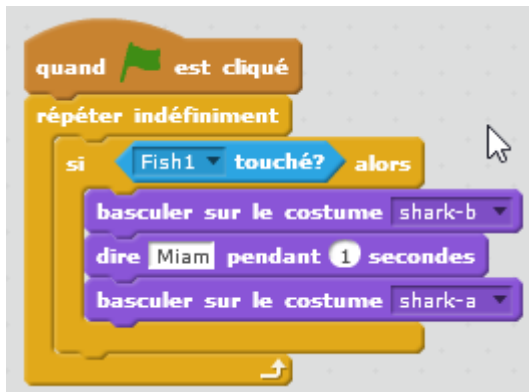 quand est cliqué
répéter indéfiniment
si Fish1 touché? alors
basculer sur le costume shark-b
dire Miam pendant 1 secondes
basculer sur le costume shark-a